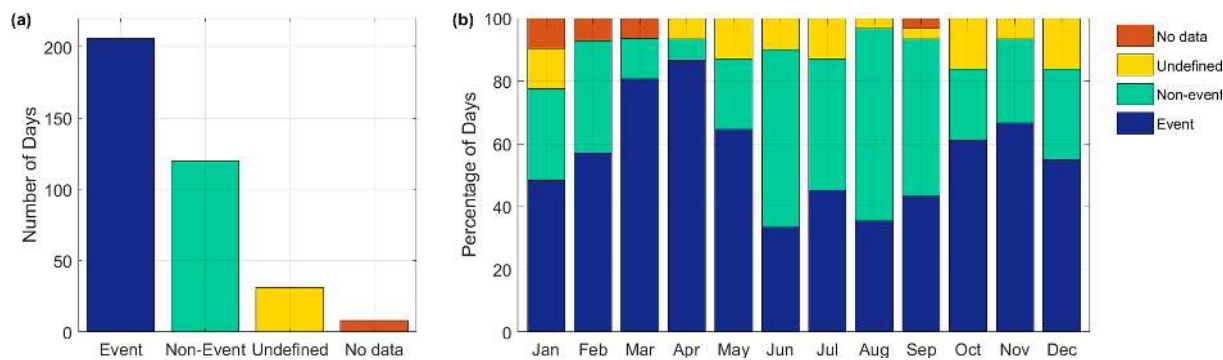 (a)
Number of Days
200
150
100
50
0
Event Non-Event Undefined No data
(b)
Percentage of Days
100
80
60
40
20
0
Jan Feb Mar Apr May Jun Jul Aug Sep Oct Nov Dec
No data
Undefined
Non-event
Event